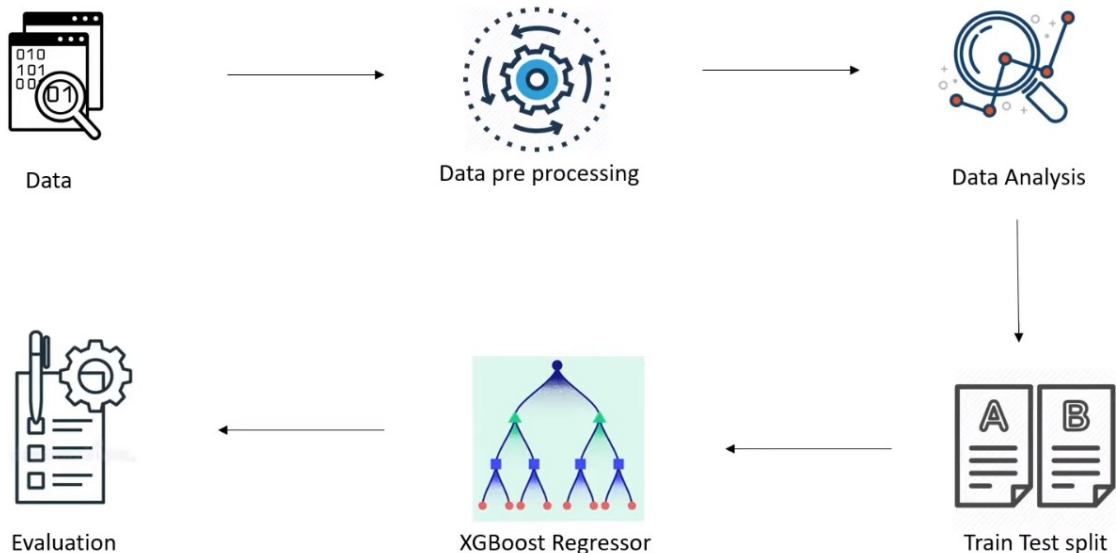 010
101
00
01
Data
Data pre processing
Data Analysis
A
B
Evaluation
XGBoost Regressor
Train Test split